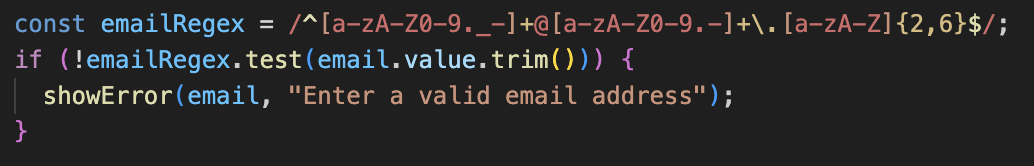 const emailRegex = /^[a-zA-Z0-9._-]+@[a-zA-Z0-9.-]+\.[a-zA-Z]{2,6}$/;
if (!emailRegex.test(email.value.trim())) {
  showError(email, "Enter a valid email address");
}